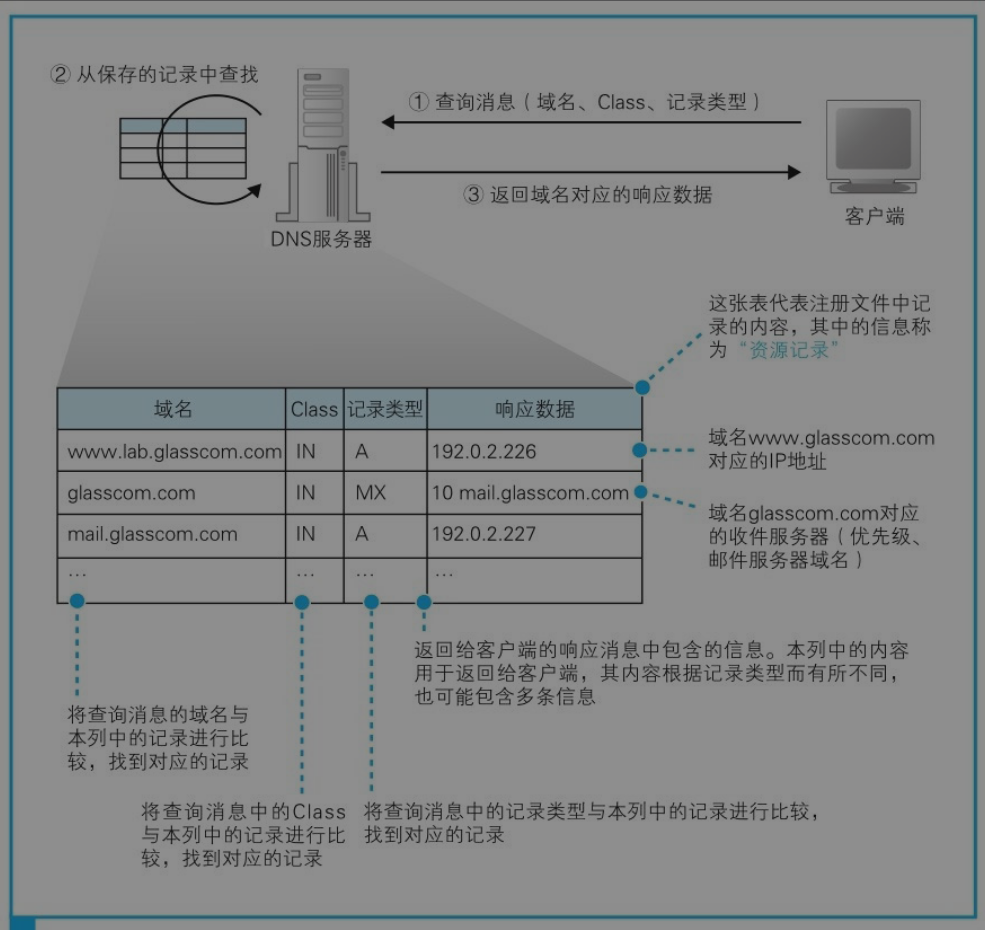 ② 从保存的记录中查找
① 查询消息（域名、Class、记录类型）
③ 返回域名对应的响应数据
DNS服务器
客户端
这张表代表注册文件中记
录的内容，其中的信息称
为“资源记录”
域名 Class 记录类型 响应数据
www.lab.glasscom.com IN A 192.0.2.226
glasscom.com IN MX 10 mail.glasscom.com
mail.glasscom.com IN A 192.0.2.227
… … … …
域名www.glasscom.com
对应的IP地址
域名glasscom.com对应
的收件服务器（优先级、
邮件服务器域名）
返回给客户端的响应消息中包含的信息。本列中的内容
用于返回给客户端，其内容根据记录类型而有所不同，
也可能包含多条信息
将查询消息的域名与
本列中的记录进行比
较，找到对应的记录
将查询消息中的Class
与本列中的记录进行比
较，找到对应的记录
将查询消息中的记录类型与本列中的记录进行比较，
找到对应的记录